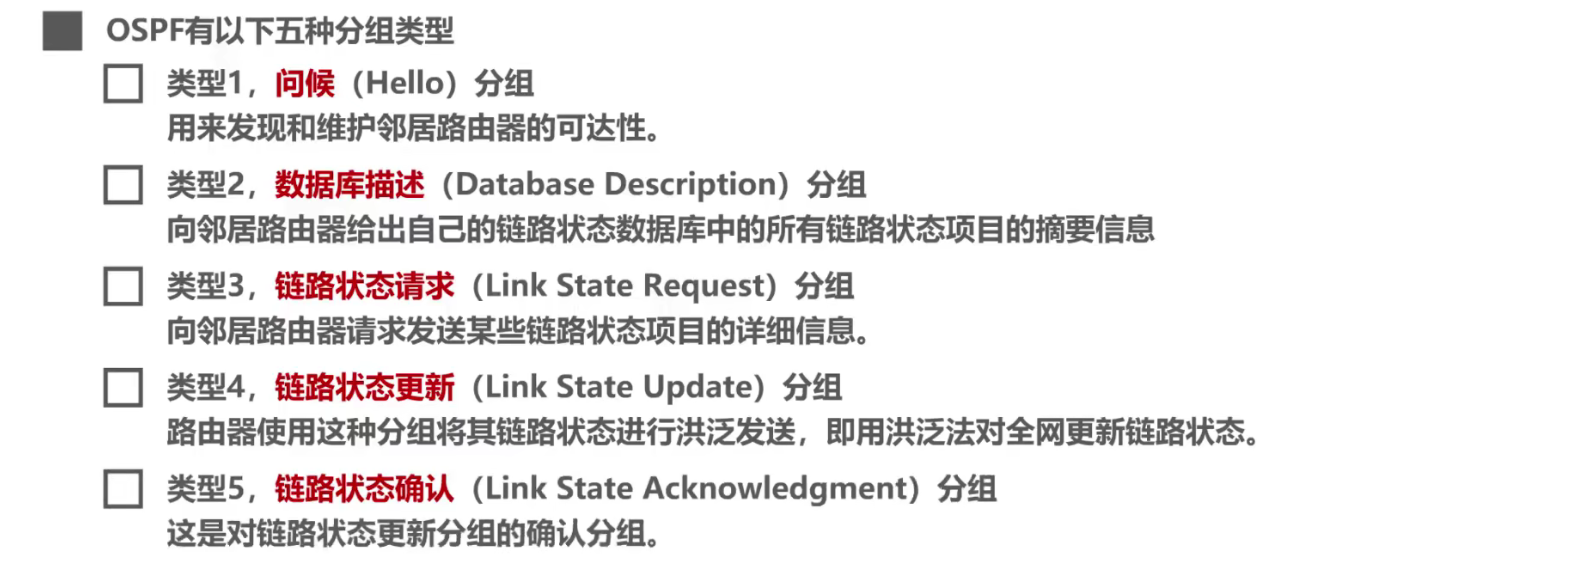 OSPF有以下五种分组类型
类型1，问候（Hello）分组
用来发现和维护邻居路由器的可达性。
类型2，数据库描述（Database Description）分组
向邻居路由器给出自己的链路状态数据库中的所有链路状态项目的摘要信息
类型3，链路状态请求（Link State Request）分组
向邻居路由器请求发送某些链路状态项目的详细信息。
类型4，链路状态更新（Link State Update）分组
路由器使用这种分组将其链路状态进行洪泛发送，即用洪泛法对全网更新链路状态。
类型5，链路状态确认（Link State Acknowledgment）分组
这是对链路状态更新分组的确认分组。